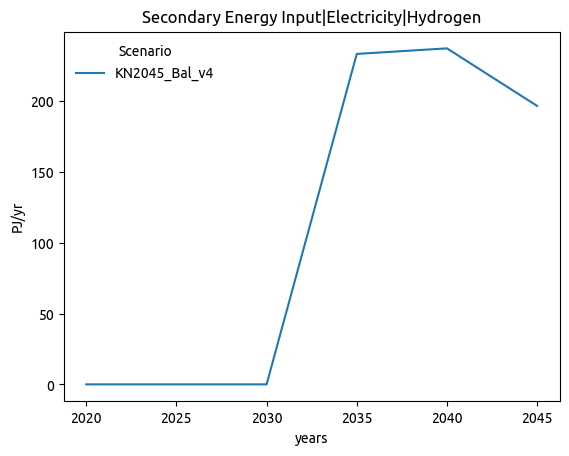 Secondary Energy Input|Electricity|Hydrogen
Scenario
KN2045_Bal_v4
PJ/yr
200
150
100
50
0
2020 2025 2030 2035 2040 2045
years